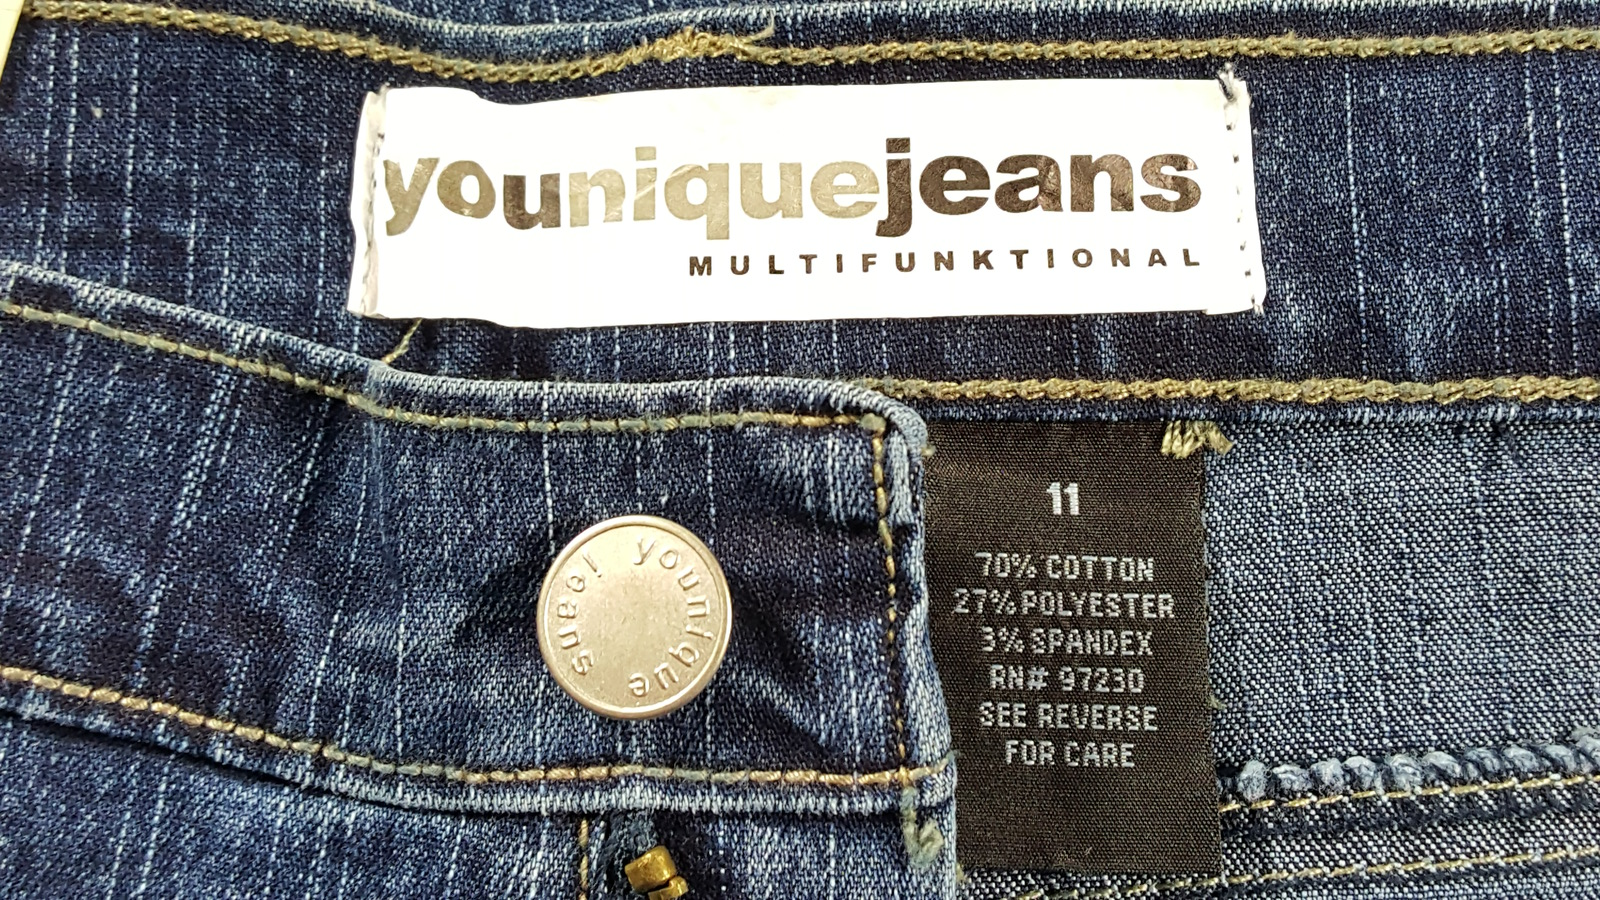 youniquejeans
MULTIFUNKTIONAL
younique jeans
11
70% COTTON
27% POLYESTER
3% SPANDEX
RN# 97230
SEE REVERSE
FOR CARE